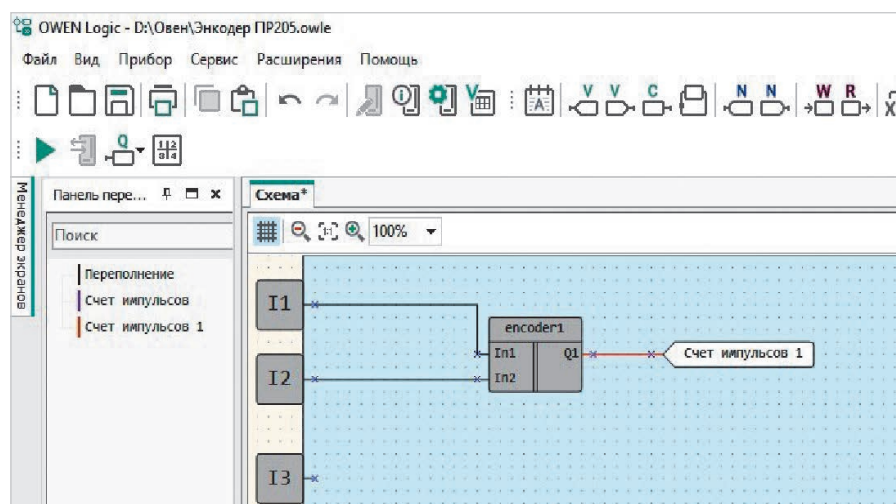 OWEN Logic - D:\Овен\Энкодер ПР205.owle
Файл Вид Прибор Сервис Расширения Помощь
V V V C N N W R
Q
Менеджер экранов
Панель пере...
Схема*
Поиск
100%
Переполнение
Счет импульсов
Счет импульсов 1
I1
encoder1
In1 Q1
Счет импульсов 1
I2
In2
I3